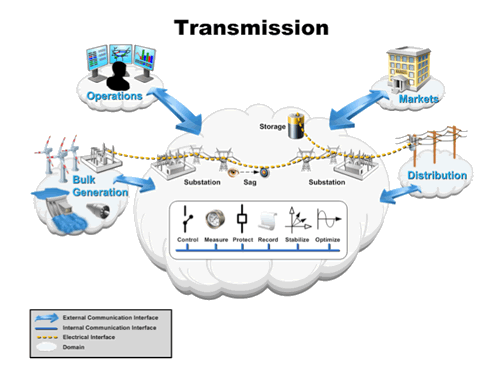 Transmission
Operations
Markets
Storage
Bulk
Generation
Substation
Sag
Substation
Distribution
Control
Measure
Protect
Record
Stabilize
Optimize
External Communication Interface
Internal Communication Interface
Electrical Interface
Domain